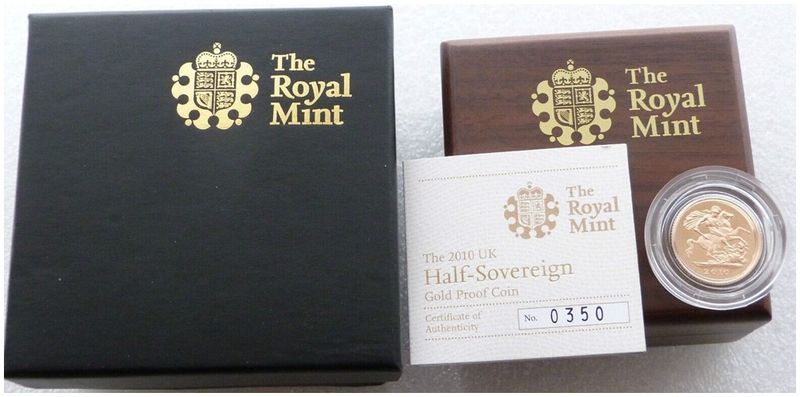 The
Royal
Mint
The
Royal
Mint
The
Royal
Mint
The 2010 UK
Half-Sovereign
Gold Proof Coin
Certificate of
Authenticity
No. 0350
2010